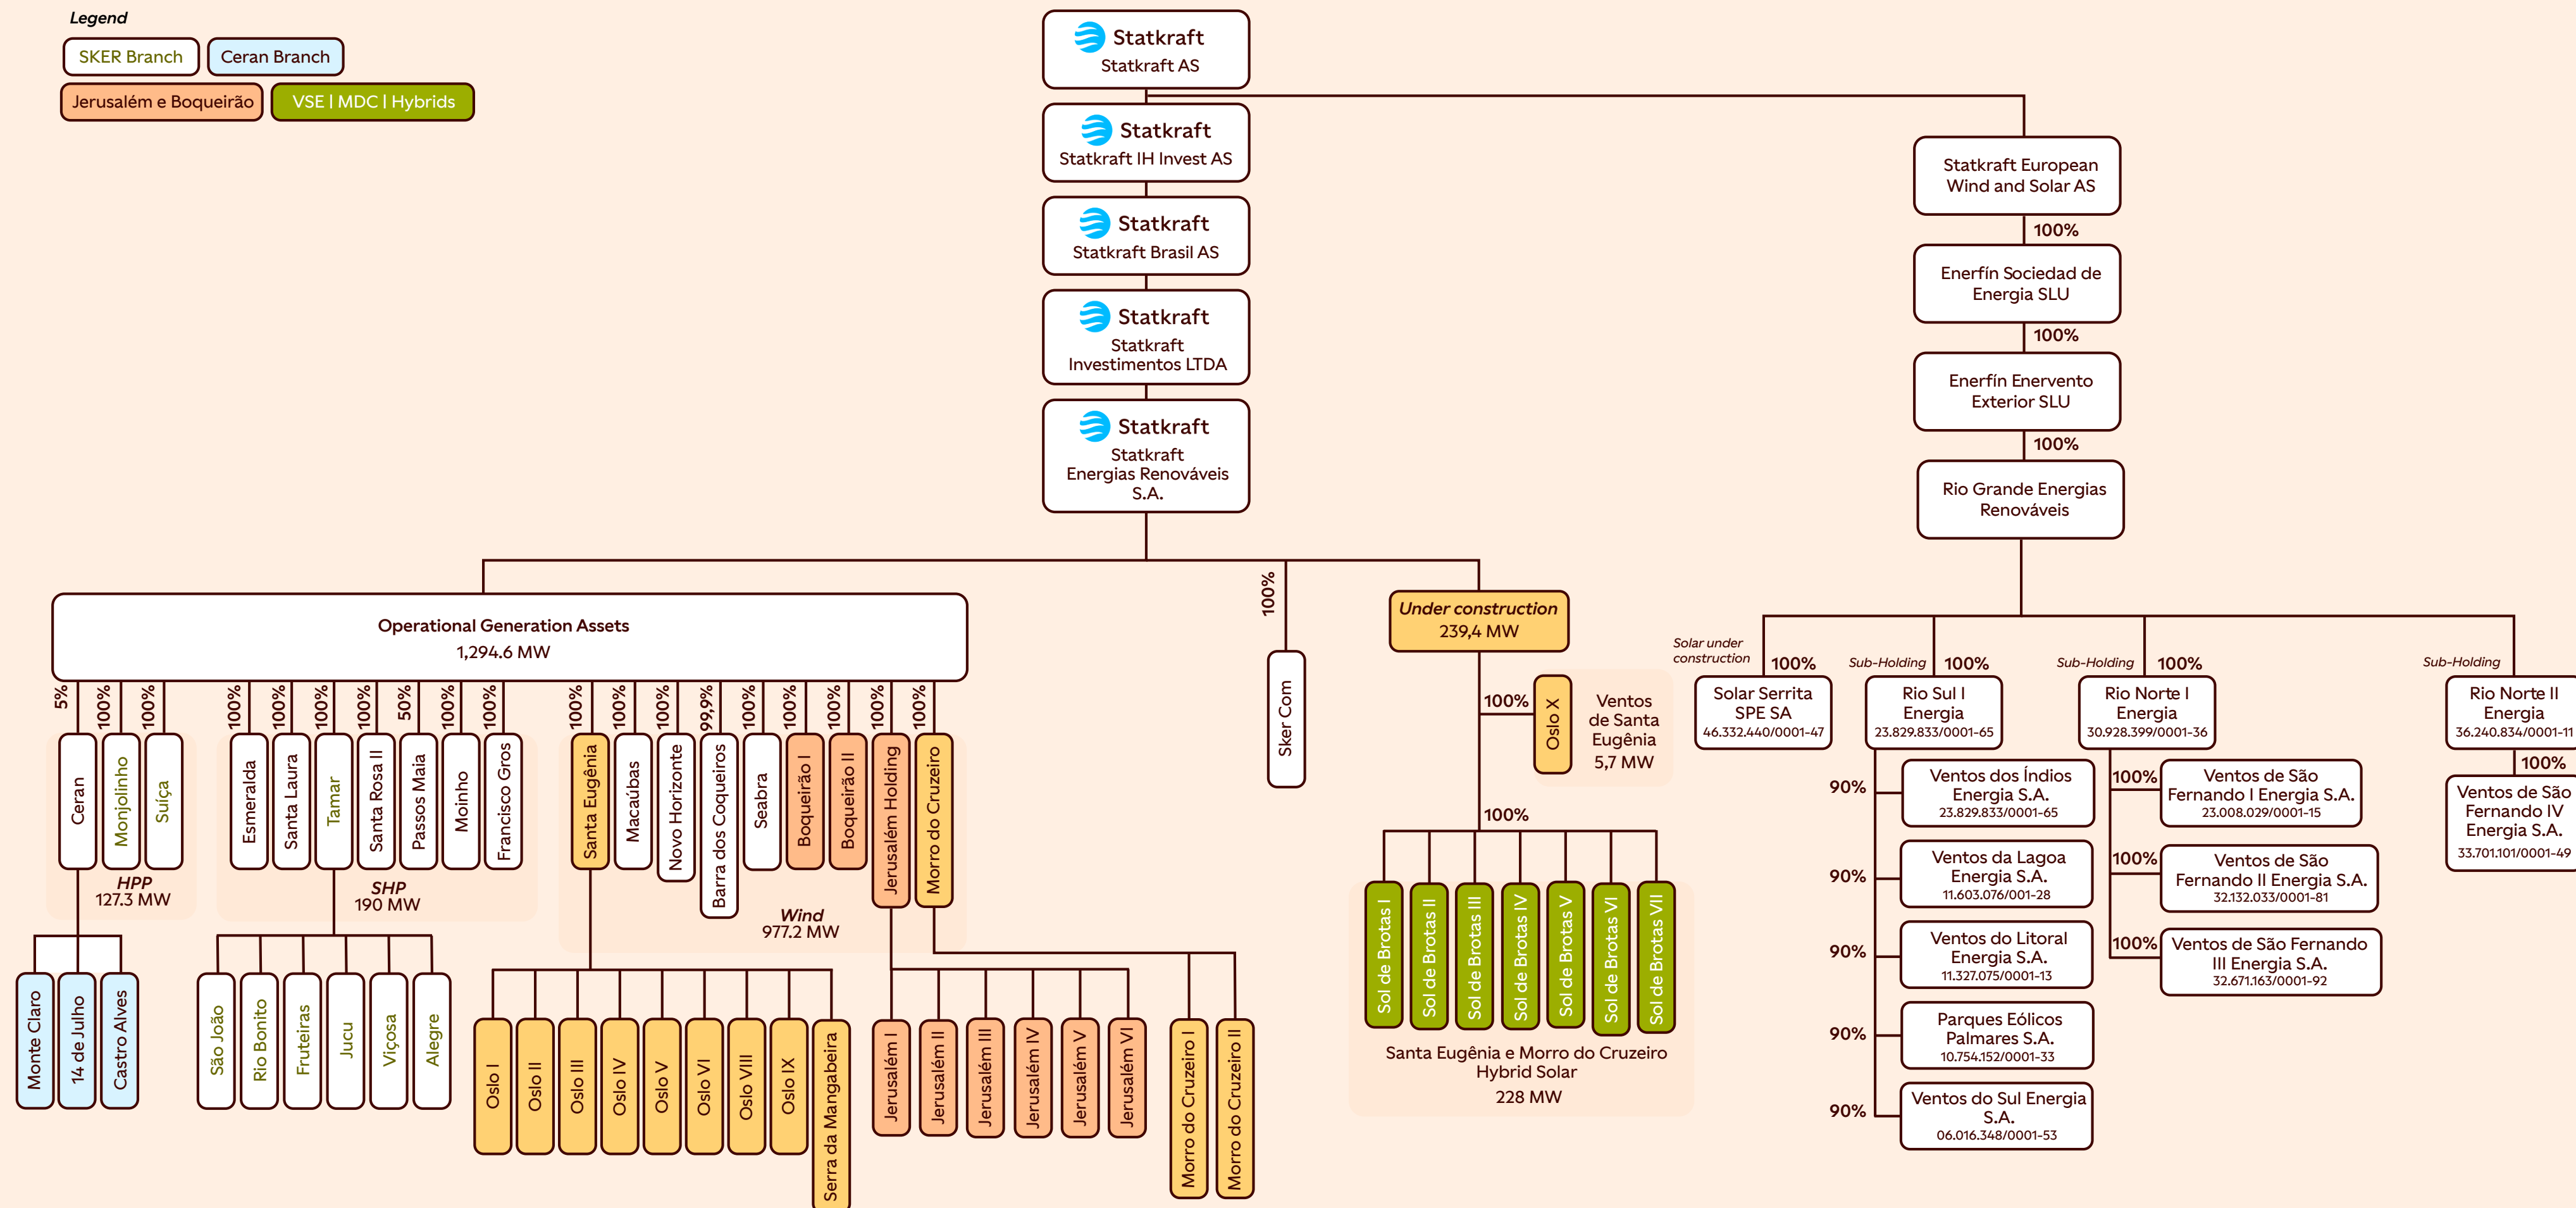 Legend
SKER Branch
Ceran Branch
Jerusalém e Boqueirão
VSE | MDC | Hybrids
Statkraft
Statkraft AS
Statkraft
Statkraft IH Invest AS
Statkraft
Statkraft Brasil AS
Statkraft
Statkraft
Investimentos LTDA
Statkraft
Statkraft
Energias Renováveis
S.A.
Statkraft European
Wind and Solar AS
100%
Enerfín Sociedad de
Energia SLU
100%
Enerfín Enervento
Exterior SLU
100%
Rio Grande Energias
Renováveis
Operational Generation Assets
1,294.6 MW
5%
100%
100%
100%
100%
100%
100%
50%
100%
100%
100%
100%
100%
99,9%
100%
100%
100%
100%
100%
Ceran
Monjolinho
Suíça
HPP
127.3 MW
Esmeralda
Santa Laura
Tamar
Santa Rosa II
Passos Maia
Moinho
Francisco Gros
SHP
190 MW
Santa Eugênia
Macaúbas
Novo Horizonte
Barra dos Coqueiros
Seabra
Boqueirão I
Boqueirão II
Jerusalém Holding
Morro do Cruzeiro
Wind
977.2 MW
Monte Claro
14 de Julho
Castro Alves
São João
Rio Bonito
Fruteiras
Jucu
Viçosa
Alegre
Oslo I
Oslo II
Oslo III
Oslo IV
Oslo V
Oslo VI
Oslo VIII
Oslo IX
Serra da Mangabeira
Jerusalém I
Jerusalém II
Jerusalém III
Jerusalém IV
Jerusalém V
Jerusalém VI
Morro do Cruzeiro I
Morro do Cruzeiro II
100%
Sker Com
Under construction
239,4 MW
100%
Oslo X
Ventos
de Santa
Eugênia
5,7 MW
100%
Sol de Brotas I
Sol de Brotas II
Sol de Brotas III
Sol de Brotas IV
Sol de Brotas V
Sol de Brotas VI
Sol de Brotas VII
Santa Eugênia e Morro do Cruzeiro
Hybrid Solar
228 MW
Solar under
construction
100%
Solar Serrita
SPE SA
46.332.440/0001-47
Sub-Holding
100%
Rio Sul I
Energia
23.829.833/0001-65
90%
Ventos dos Índios
Energia S.A.
23.829.833/0001-65
90%
Ventos da Lagoa
Energia S.A.
11.603.076/001-28
90%
Ventos do Litoral
Energia S.A.
11.327.075/0001-13
90%
Parques Eólicos
Palmares S.A.
10.754.152/0001-33
90%
Ventos do Sul Energia
S.A.
06.016.348/0001-53
Sub-Holding
100%
Rio Norte I
Energia
30.928.399/0001-36
100%
Ventos de São
Fernando I Energia S.A.
23.008.029/0001-15
100%
Ventos de São
Fernando II Energia S.A.
32.132.033/0001-81
100%
Ventos de São Fernando
III Energia S.A.
32.671.163/0001-92
Sub-Holding
Rio Norte II
Energia
36.240.834/0001-11
100%
Ventos de São
Fernando IV
Energia S.A.
33.701.101/0001-49